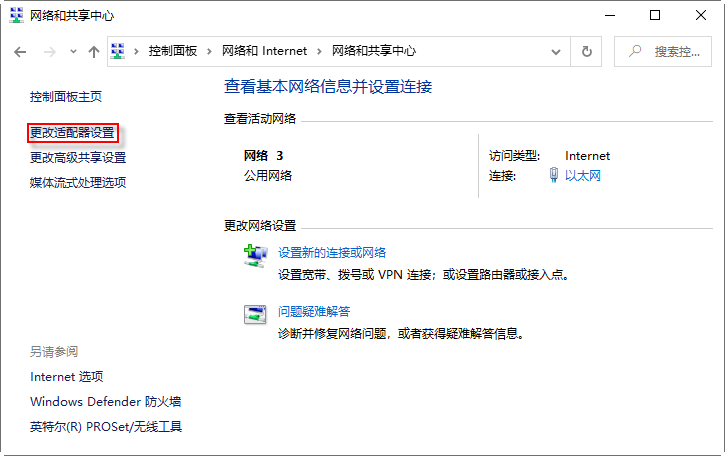 网络和共享中心
控制面板 网络和 Internet 网络和共享中心
搜索控...
控制面板主页
更改适配器设置
更改高级共享设置
媒体流式处理选项
查看基本网络信息并设置连接
查看活动网络
网络 3
公用网络
访问类型: Internet
连接: 以太网
更改网络设置
设置新的连接或网络
设置宽带、拨号或 VPN 连接；或设置路由器或接入点。
问题疑难解答
诊断并修复网络问题，或者获得疑难解答信息。
另请参阅
Internet 选项
Windows Defender 防火墙
英特尔(R) PROSet/无线工具